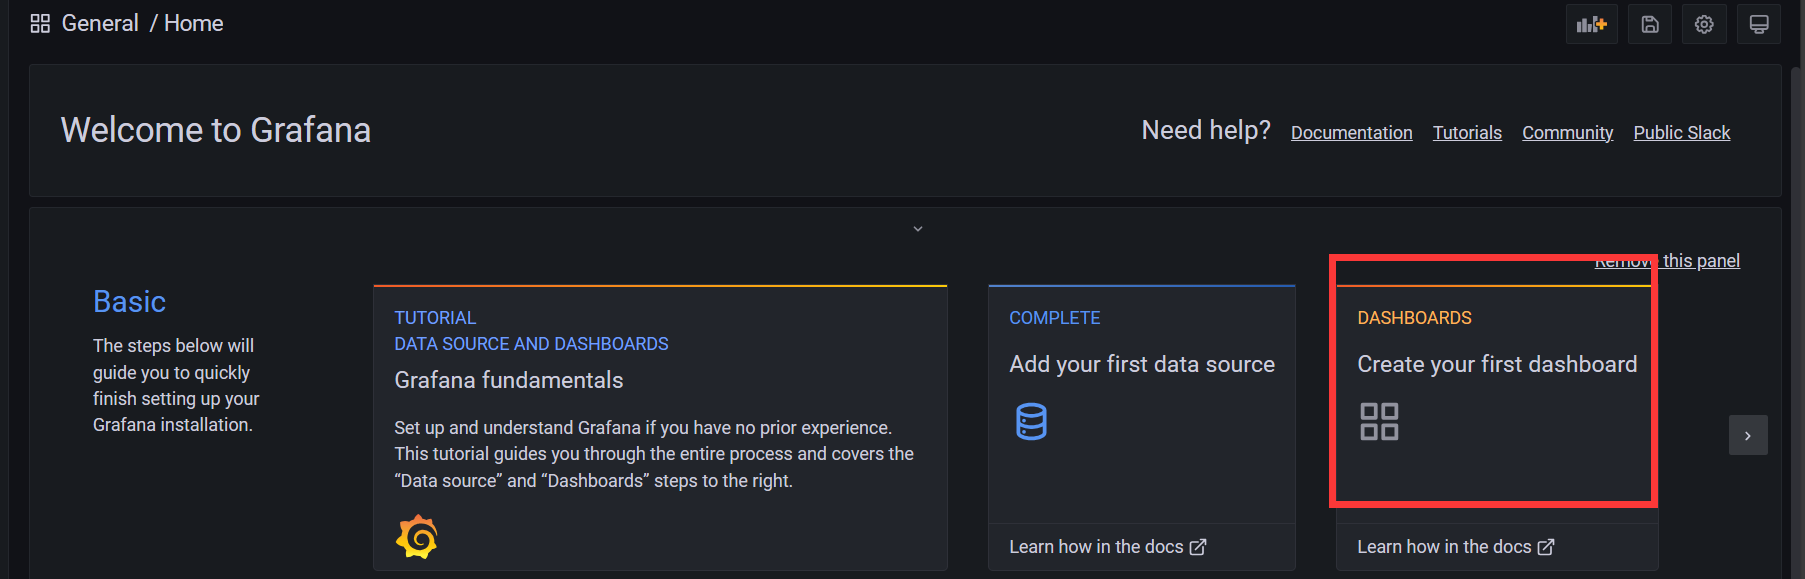 General / Home
Welcome to Grafana
Need help? Documentation Tutorials Community Public Slack
Remove this panel
Basic
The steps below will
guide you to quickly
finish setting up your
Grafana installation.
TUTORIAL
DATA SOURCE AND DASHBOARDS
Grafana fundamentals
Set up and understand Grafana if you have no prior experience.
This tutorial guides you through the entire process and covers the
“Data source” and “Dashboards” steps to the right.
COMPLETE
Add your first data source
Learn how in the docs
DASHBOARDS
Create your first dashboard
Learn how in the docs